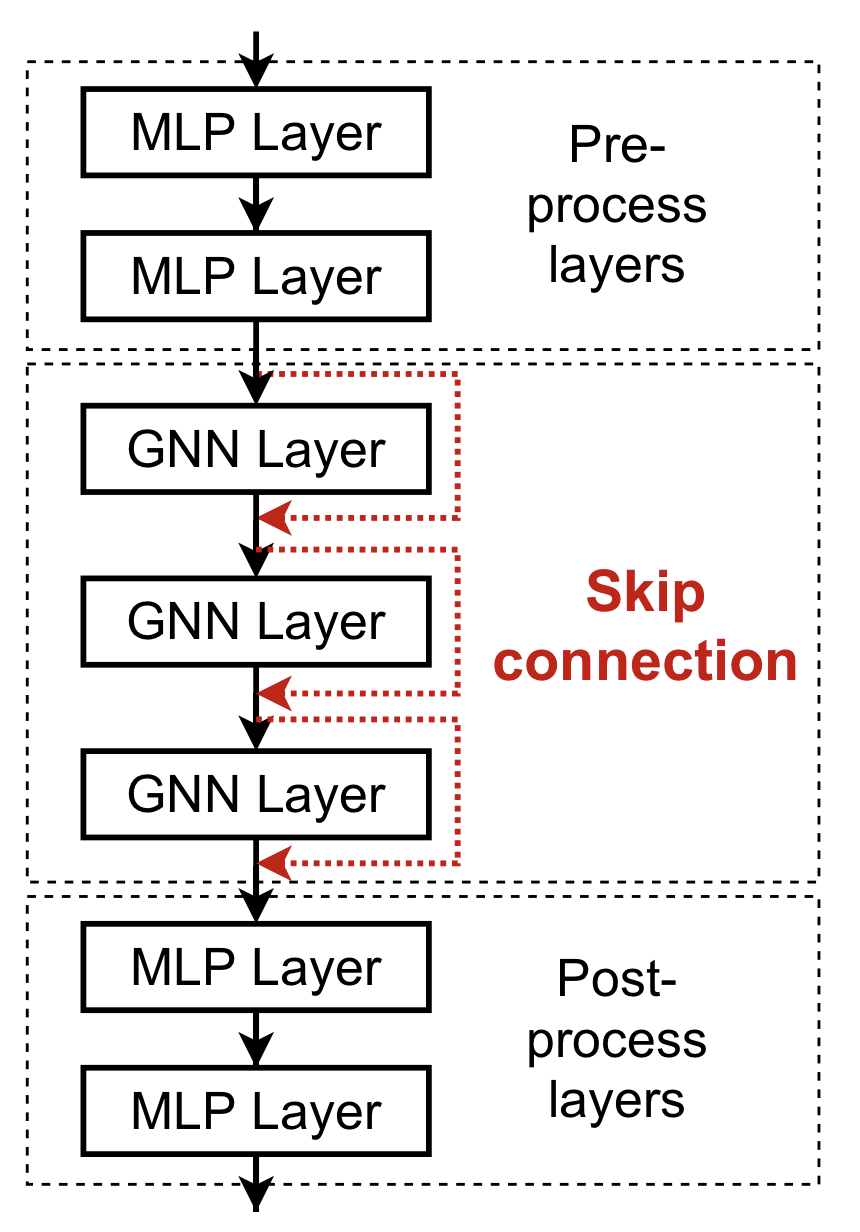 MLP Layer
Pre-
process
layers
MLP Layer
GNN Layer
GNN Layer
Skip
connection
GNN Layer
MLP Layer
Post-
process
layers
MLP Layer